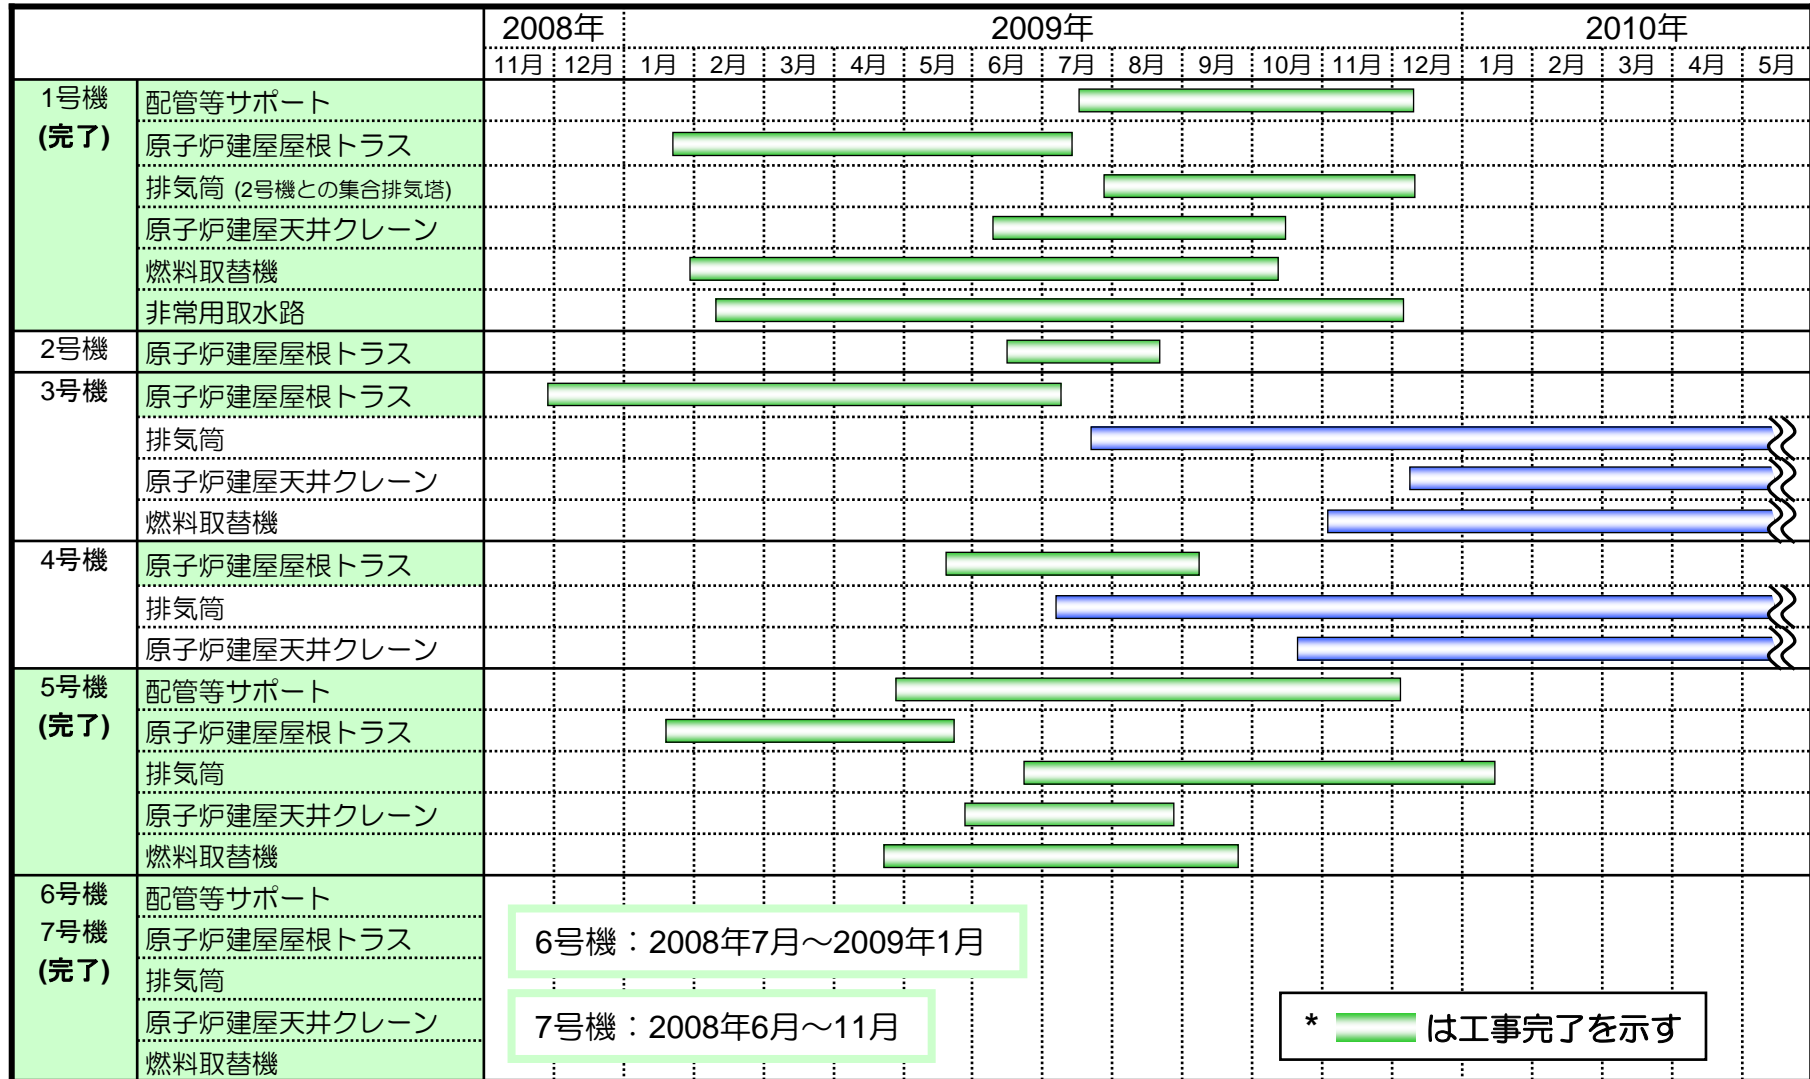 2008年 2009年 2010年
11月 12月 1月 2月 3月 4月 5月 6月 7月 8月 9月 10月 11月 12月 1月 2月 3月 4月 5月
1号機 配管等サポート
(完了) 原子炉建屋屋根トラス
排気筒 (2号機との集合排気塔)
原子炉建屋天井クレーン
燃料取替機
非常用取水路
2号機 原子炉建屋屋根トラス
3号機 原子炉建屋屋根トラス
排気筒
原子炉建屋天井クレーン
燃料取替機
4号機 原子炉建屋屋根トラス
排気筒
原子炉建屋天井クレーン
5号機 配管等サポート
(完了) 原子炉建屋屋根トラス
排気筒
原子炉建屋天井クレーン
燃料取替機
6号機 配管等サポート
7号機 原子炉建屋屋根トラス
(完了) 排気筒
原子炉建屋天井クレーン
燃料取替機
6号機：2008年7月～2009年1月
7号機：2008年6月～11月
* は工事完了を示す